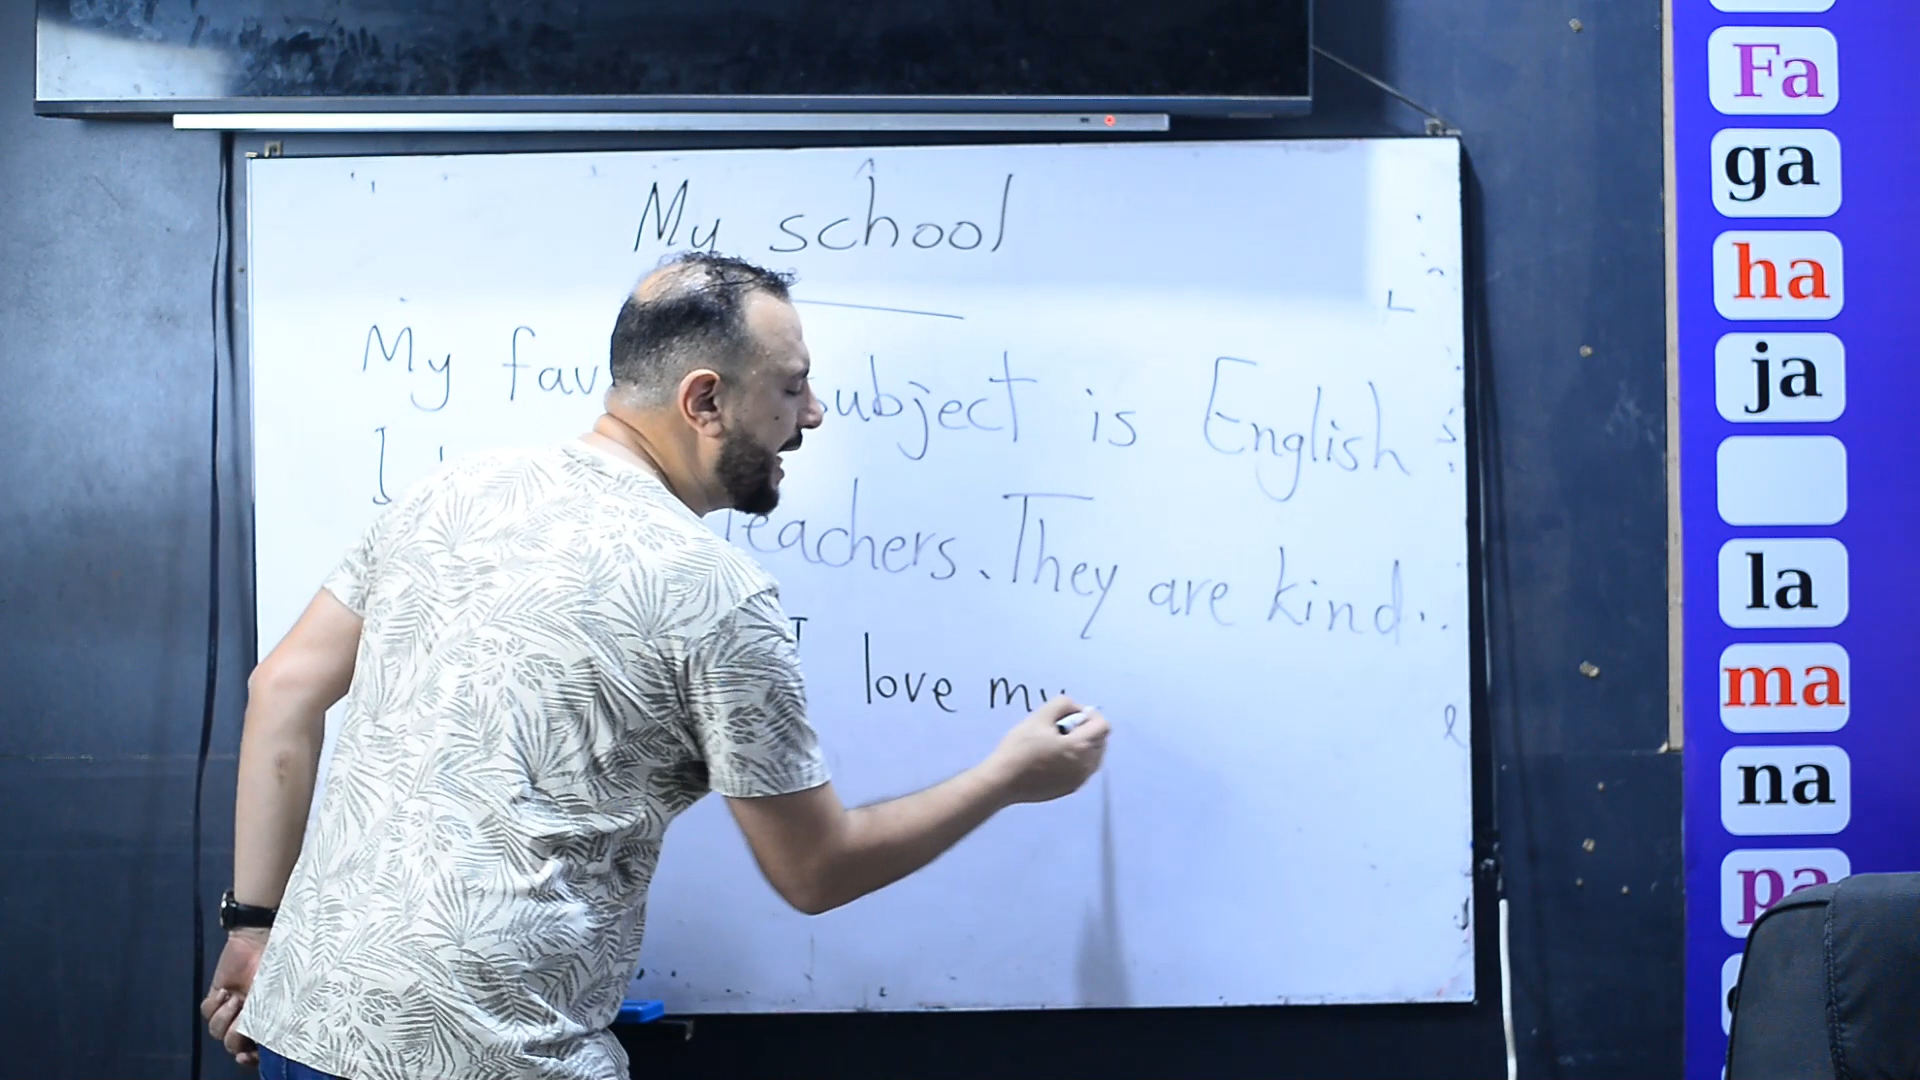 My school
My subject is English
I teachers. They are kind.
I love my
Fa
ga
ha
ja
la
ma
na
pa